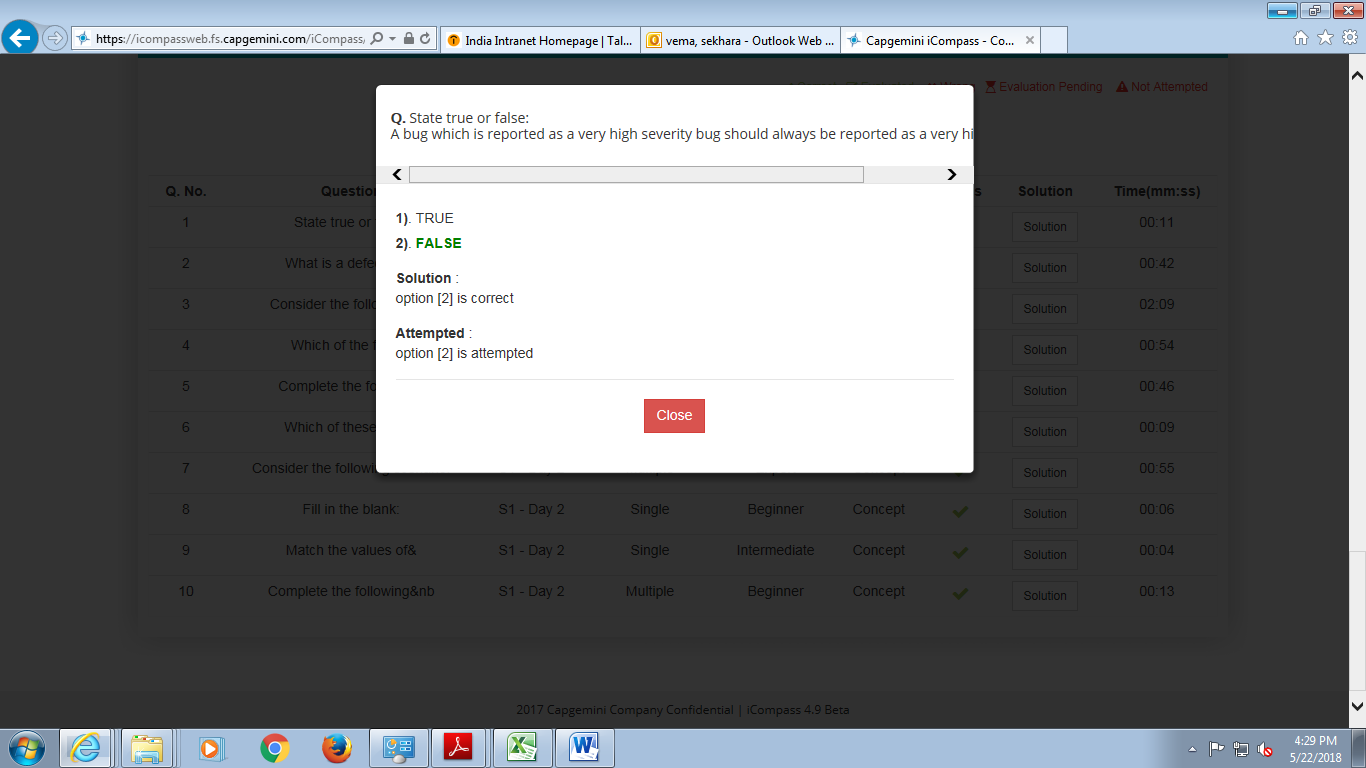 https://icompassweb.fs.capgemini.com/iCompass/
India Intranet Homepage | Tal...
vema, sekhara - Outlook Web ...
Capgemini iCompass - Co...
Evaluation Pending
Not Attempted
Q. State true or false:
A bug which is reported as a very high severity bug should always be reported as a very hi
Q. No. Question Solution Time(mm:ss)
1 State true or Solution 00:11
2 What is a defe Solution 00:42
3 Consider the follo Solution 02:09
4 Which of the f Solution 00:54
5 Complete the fo Solution 00:46
6 Which of these Solution 00:09
7 Consider the following Solution 00:55
8 Fill in the blank: S1 - Day 2 Single Beginner Concept Solution 00:06
9 Match the values of& S1 - Day 2 Single Intermediate Concept Solution 00:04
10 Complete the following&nb S1 - Day 2 Multiple Beginner Concept Solution 00:13
1). TRUE
2). FALSE
Solution :
option [2] is correct
Attempted :
option [2] is attempted
Close
2017 Capgemini Company Confidential | iCompass 4.9 Beta
4:29 PM
5/22/2018